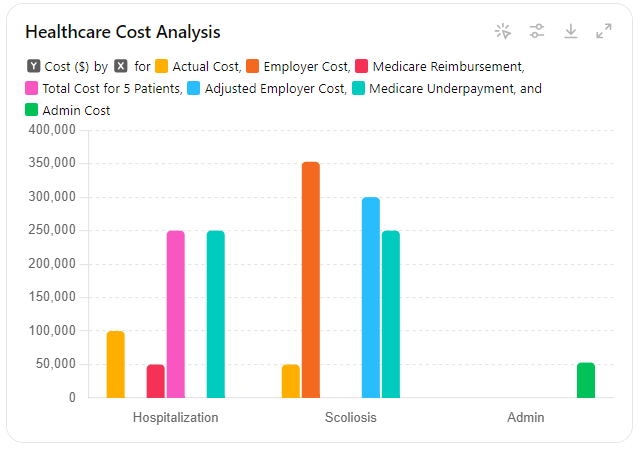 Healthcare Cost Analysis
Y Cost ($) by X for Actual Cost, Employer Cost, Medicare Reimbursement,
Total Cost for 5 Patients, Adjusted Employer Cost, Medicare Underpayment, and
Admin Cost
400,000
350,000
300,000
250,000
200,000
150,000
100,000
50,000
0
Hospitalization Scoliosis Admin